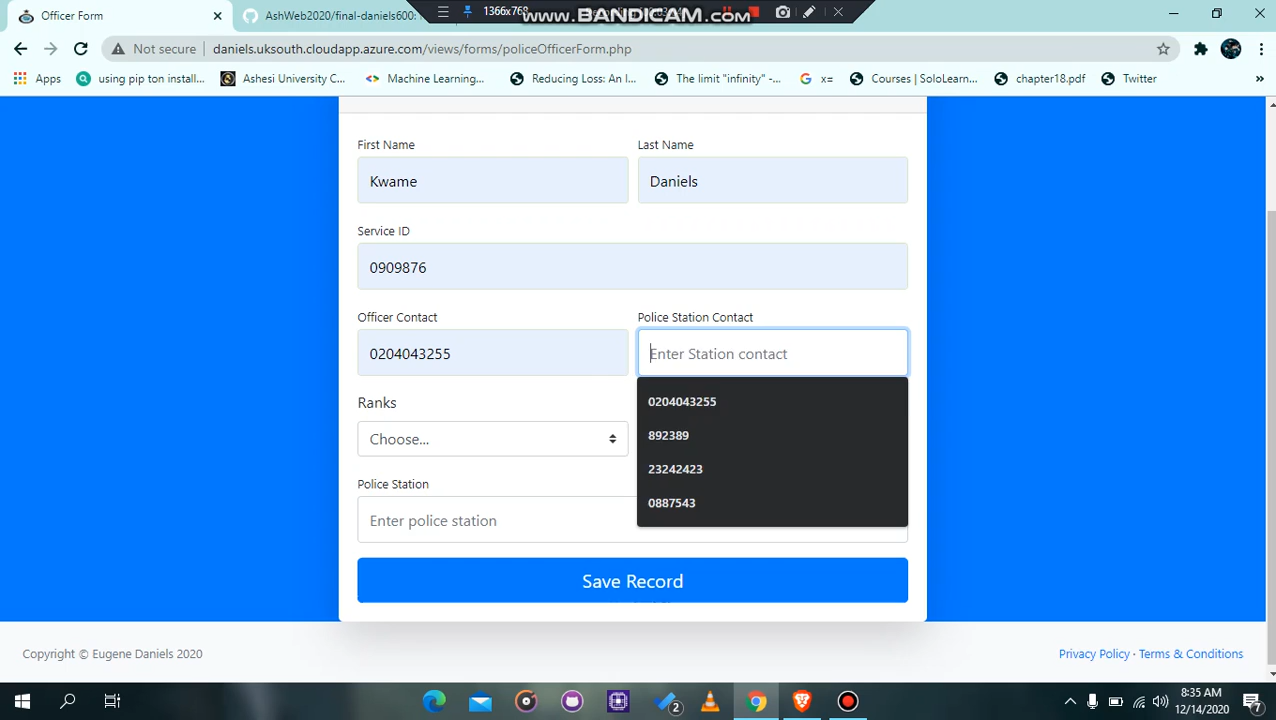 Officer Form
AshWeb2020/final-daniels600:
1366x768
www.BANDICAM.com
Not secure
daniels.uksouth.cloudapp.azure.com/views/forms/policeOfficerForm.php
Apps
using pip ton install...
Ashesi University C...
Machine Learning...
Reducing Loss: An I...
The limit "infinity" -...
x=
Courses | SoloLearn...
chapter18.pdf
Twitter
»
First Name
Last Name
Kwame
Daniels
Service ID
0909876
Officer Contact
Police Station Contact
0204043255
Enter Station contact
0204043255
892389
23242423
0887543
Ranks
Choose...
Police Station
Enter police station
Save Record
Copyright © Eugene Daniels 2020
Privacy Policy · Terms & Conditions
2
8:35 AM
12/14/2020
7